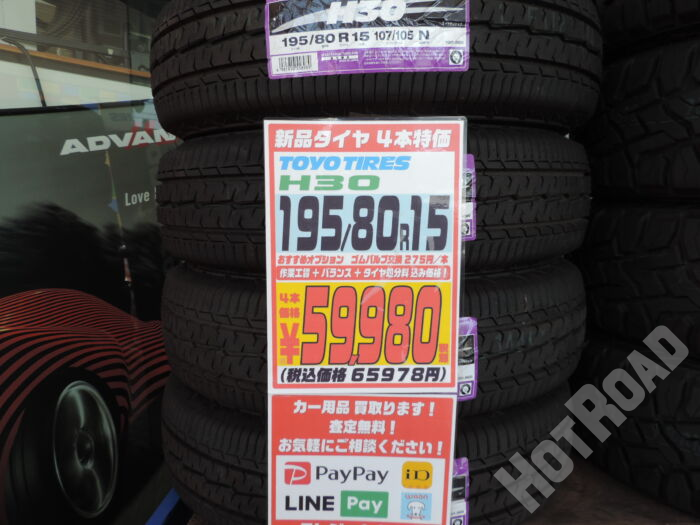 H30
195/80 R 15 107/105 N
ADVAN
Love
新品タイヤ 4本特価
TOYO TIRES
H30
195/80R15
おすすめオプション ゴムバルブ交換 275円/本
作業工賃 + バランス + タイヤ処分料 込み価格!
4本価格
¥59,980
税別
(税込価格 65978円)
カー用品 買取ります!
査定無料!
お気軽にご相談ください!
PayPay
iD
LINE Pay
HOTROAD